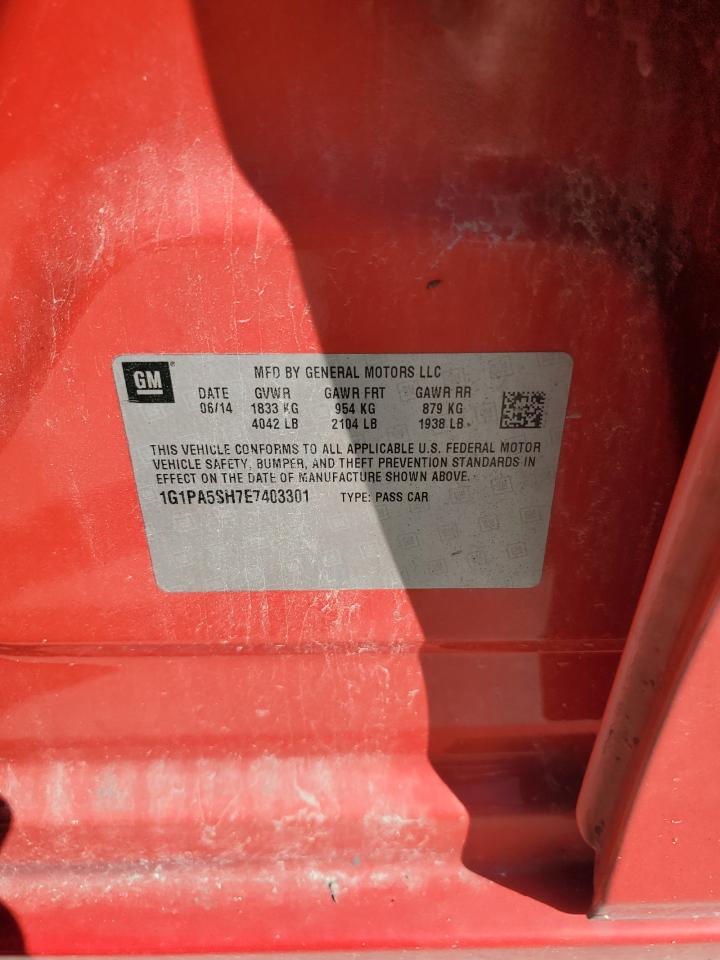 GM
MFD BY GENERAL MOTORS LLC
DATE GVWR GAWR FRT GAWR RR
06/14 1833 KG 954 KG 879 KG
4042 LB 2104 LB 1938 LB
THIS VEHICLE CONFORMS TO ALL APPLICABLE U.S. FEDERAL MOTOR
VEHICLE SAFETY, BUMPER, AND THEFT PREVENTION STANDARDS IN
EFFECT ON THE DATE OF MANUFACTURE SHOWN ABOVE.
1G1PA5SH7E7403301 TYPE: PASS CAR